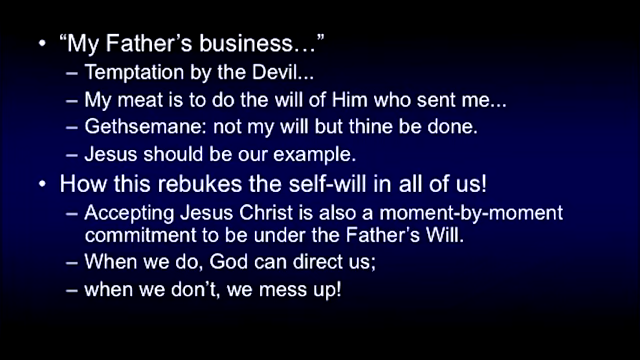 • “My Father’s business…”
– Temptation by the Devil...
– My meat is to do the will of Him who sent me...
– Gethsemane: not my will but thine be done.
– Jesus should be our example.
• How this rebukes the self-will in all of us!
– Accepting Jesus Christ is also a moment-by-moment
commitment to be under the Father’s Will.
– When we do, God can direct us;
– when we don’t, we mess up!